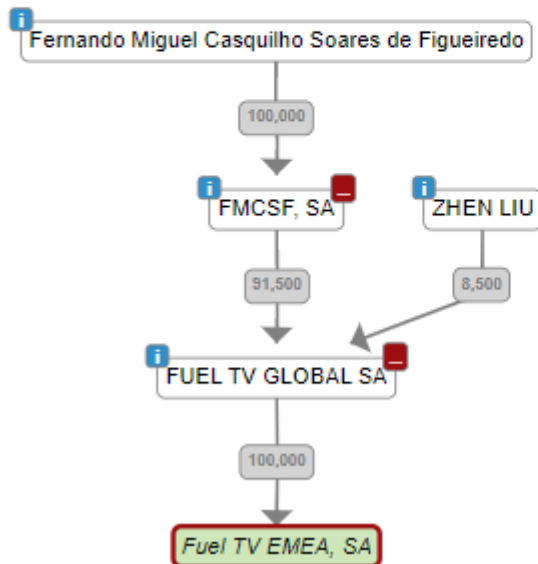 i
Fernando Miguel Casquilho Soares de Figueiredo
100,000
i
_
FMCSF, SA
i
ZHEN LIU
91,500
8,500
i
_
FUEL TV GLOBAL SA
100,000
Fuel TV EMEA, SA